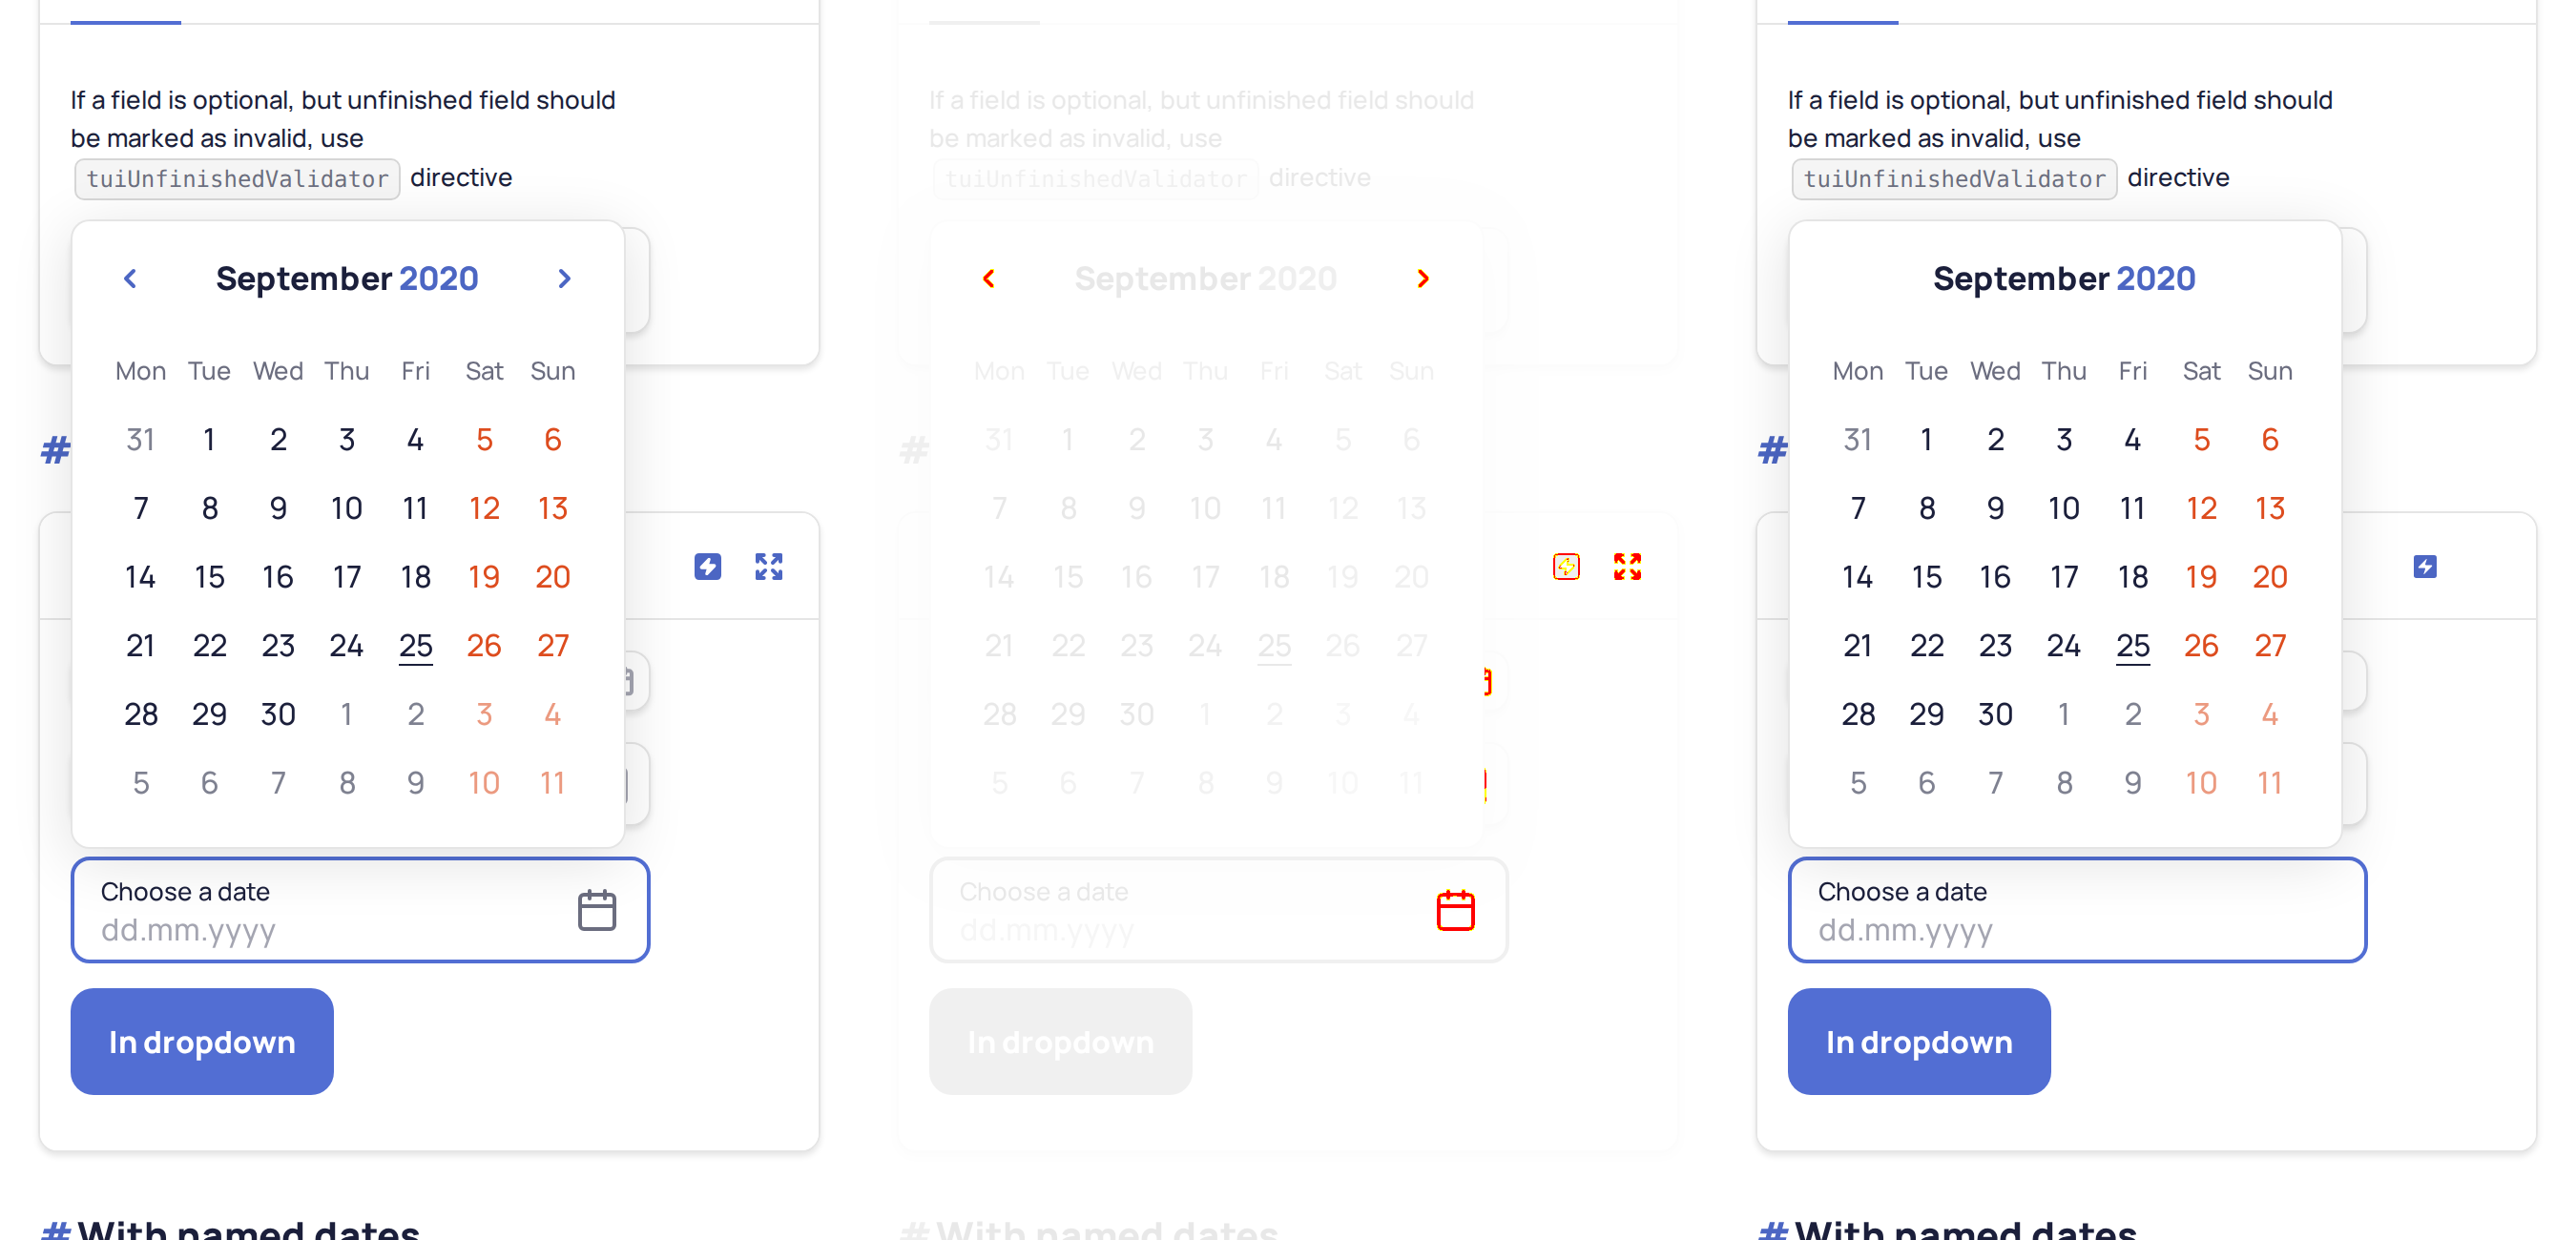 If a field is optional, but unfinished field should
be marked as invalid, use
tuiUnfinishedValidator directive
September 2020
Mon Tue Wed Thu Fri Sat Sun
31 1 2 3 4 5 6
7 8 9 10 11 12 13
14 15 16 17 18 19 20
21 22 23 24 25 26 27
28 29 30 1 2 3 4
5 6 7 8 9 10 11
#
Choose a date
dd.mm.yyyy
In dropdown
# With named dates
If a field is optional, but unfinished field should
be marked as invalid, use
tuiUnfinishedValidator directive
September 2020
Mon Tue Wed Thu Fri Sat Sun
31 1 2 3 4 5 6
7 8 9 10 11 12 13
14 15 16 17 18 19 20
21 22 23 24 25 26 27
28 29 30 1 2 3 4
5 6 7 8 9 10 11
#
Choose a date
dd.mm.yyyy
In dropdown
# With named dates
If a field is optional, but unfinished field should
be marked as invalid, use
tuiUnfinishedValidator directive
September 2020
Mon Tue Wed Thu Fri Sat Sun
31 1 2 3 4 5 6
7 8 9 10 11 12 13
14 15 16 17 18 19 20
21 22 23 24 25 26 27
28 29 30 1 2 3 4
5 6 7 8 9 10 11
#
Choose a date
dd.mm.yyyy
In dropdown
# With named dates